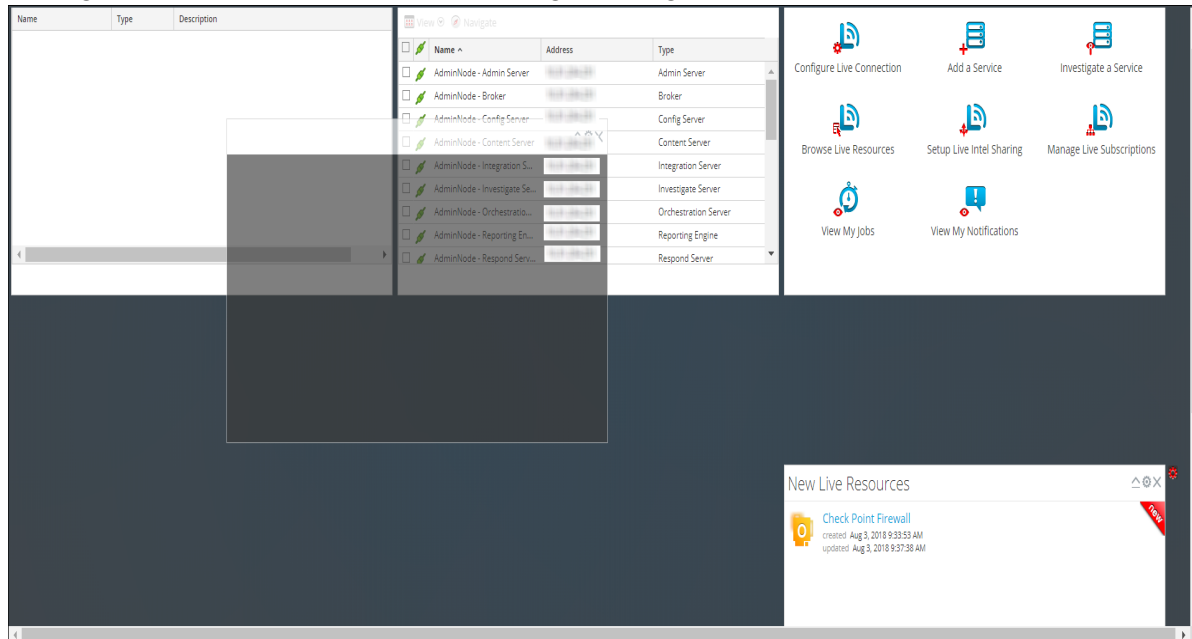 Name Type Description
View Navigate
Name Address Type
AdminNode - Admin Server Admin Server
AdminNode - Broker Broker
AdminNode - Config Server Config Server
AdminNode - Content Server Content Server
AdminNode - Integration S... Integration Server
AdminNode - Investigate Se... Investigate Server
AdminNode - Orchestratio... Orchestration Server
AdminNode - Reporting En... Reporting Engine
AdminNode - Respond Serv... Respond Server
Configure Live Connection Add a Service Investigate a Service
Browse Live Resources Setup Live Intel Sharing Manage Live Subscriptions
View My Jobs View My Notifications
New Live Resources
new
Check Point Firewall
created Aug 3, 2018 9:33:53 AM
updated Aug 3, 2018 9:37:38 AM